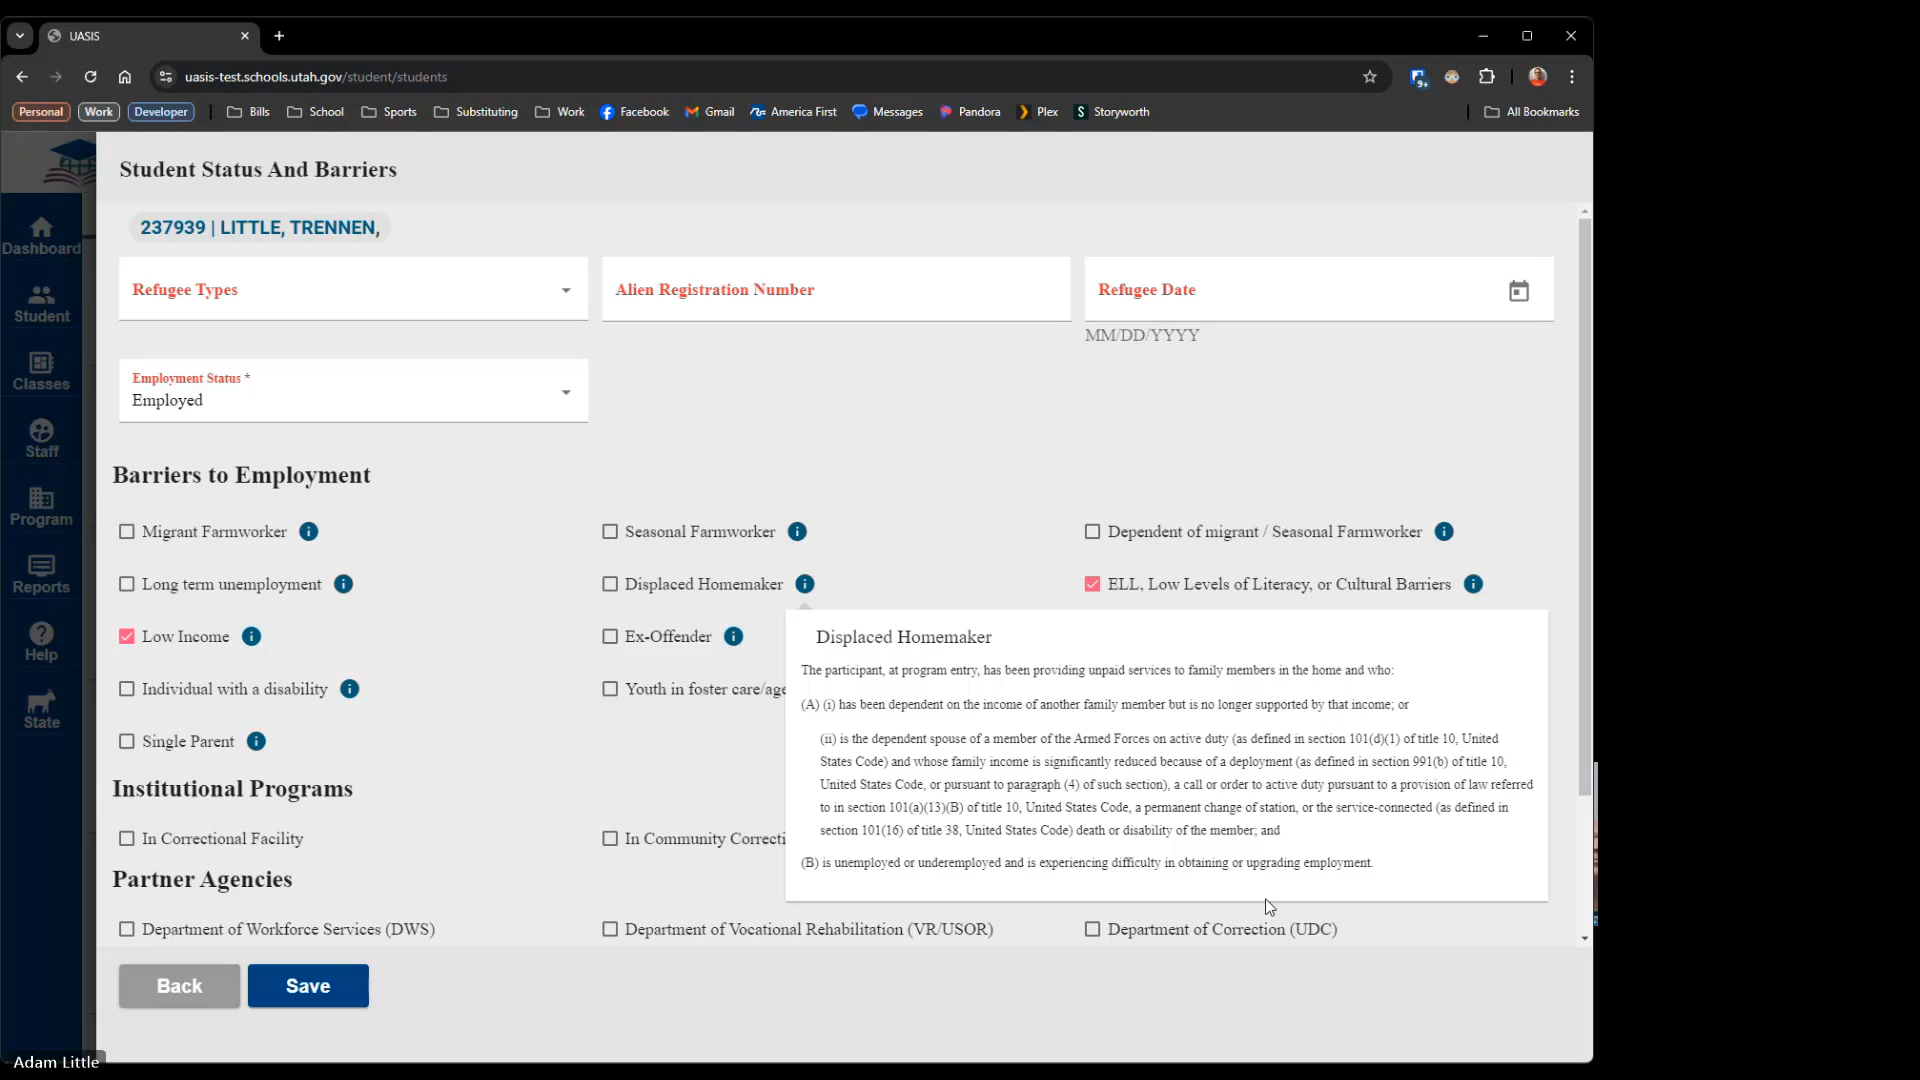 UASIS
uasis-test.schools.utah.gov/student/students
9+
Personal Work Developer Bills School Sports Substituting Work Facebook Gmail America First Messages Pandora Plex Storyworth All Bookmarks
Student Status And Barriers
237939 | LITTLE, TRENNEN,
Dashboard
Student
Classes
Staff
Program
Reports
Help
State
Refugee Types
Alien Registration Number
Refugee Date
MM/DD/YYYY
Employment Status *
Employed
Barriers to Employment
Migrant Farmworker
Seasonal Farmworker
Dependent of migrant / Seasonal Farmworker
Long term unemployment
Displaced Homemaker
ELL, Low Levels of Literacy, or Cultural Barriers
Low Income
Ex-Offender
Individual with a disability
Youth in foster care/age
Single Parent
Displaced Homemaker
The participant, at program entry, has been providing unpaid services to family members in the home and who:
(A) (i) has been dependent on the income of another family member but is no longer supported by that income; or
(ii) is the dependent spouse of a member of the Armed Forces on active duty (as defined in section 101(d)(1) of title 10, United
States Code) and whose family income is significantly reduced because of a deployment (as defined in section 991(b) of title 10,
United States Code, or pursuant to paragraph (4) of such section), a call or order to active duty pursuant to a provision of law referred
to in section 101(a)(13)(B) of title 10, United States Code, a permanent change of station, or the service-connected (as defined in
section 101(16) of title 38, United States Code) death or disability of the member; and
(B) is unemployed or underemployed and is experiencing difficulty in obtaining or upgrading employment.
Institutional Programs
In Correctional Facility
In Community Correcti
Partner Agencies
Department of Workforce Services (DWS)
Department of Vocational Rehabilitation (VR/USOR)
Department of Correction (UDC)
Back
Save
Adam Little